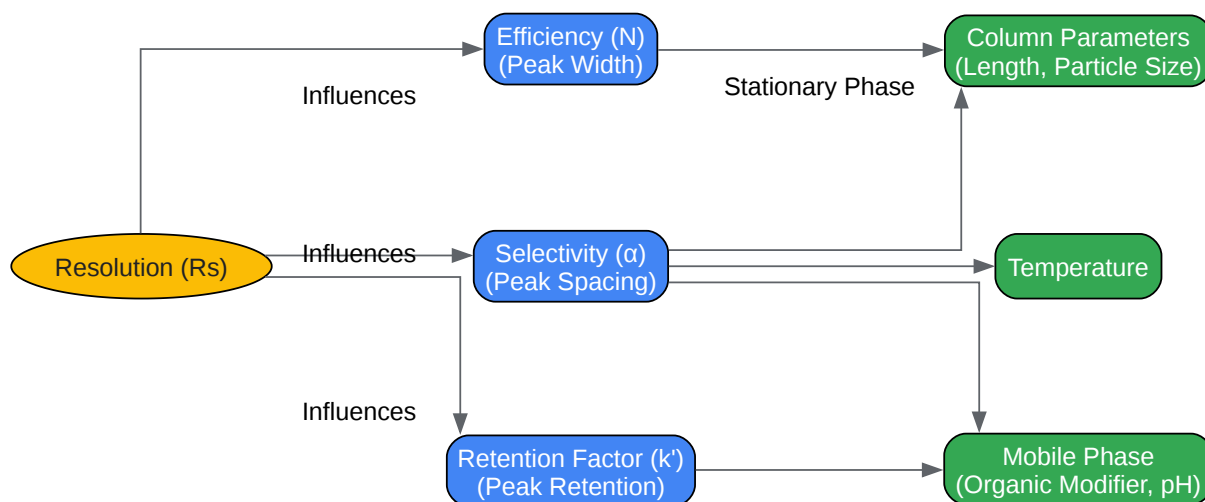 Efficiency (N)
(Peak Width)
Column Parameters
(Length, Particle Size)
Influences
Stationary Phase
Resolution (Rs)
Influences
Selectivity (α)
(Peak Spacing)
Temperature
Influences
Retention Factor (k')
(Peak Retention)
Mobile Phase
(Organic Modifier, pH)